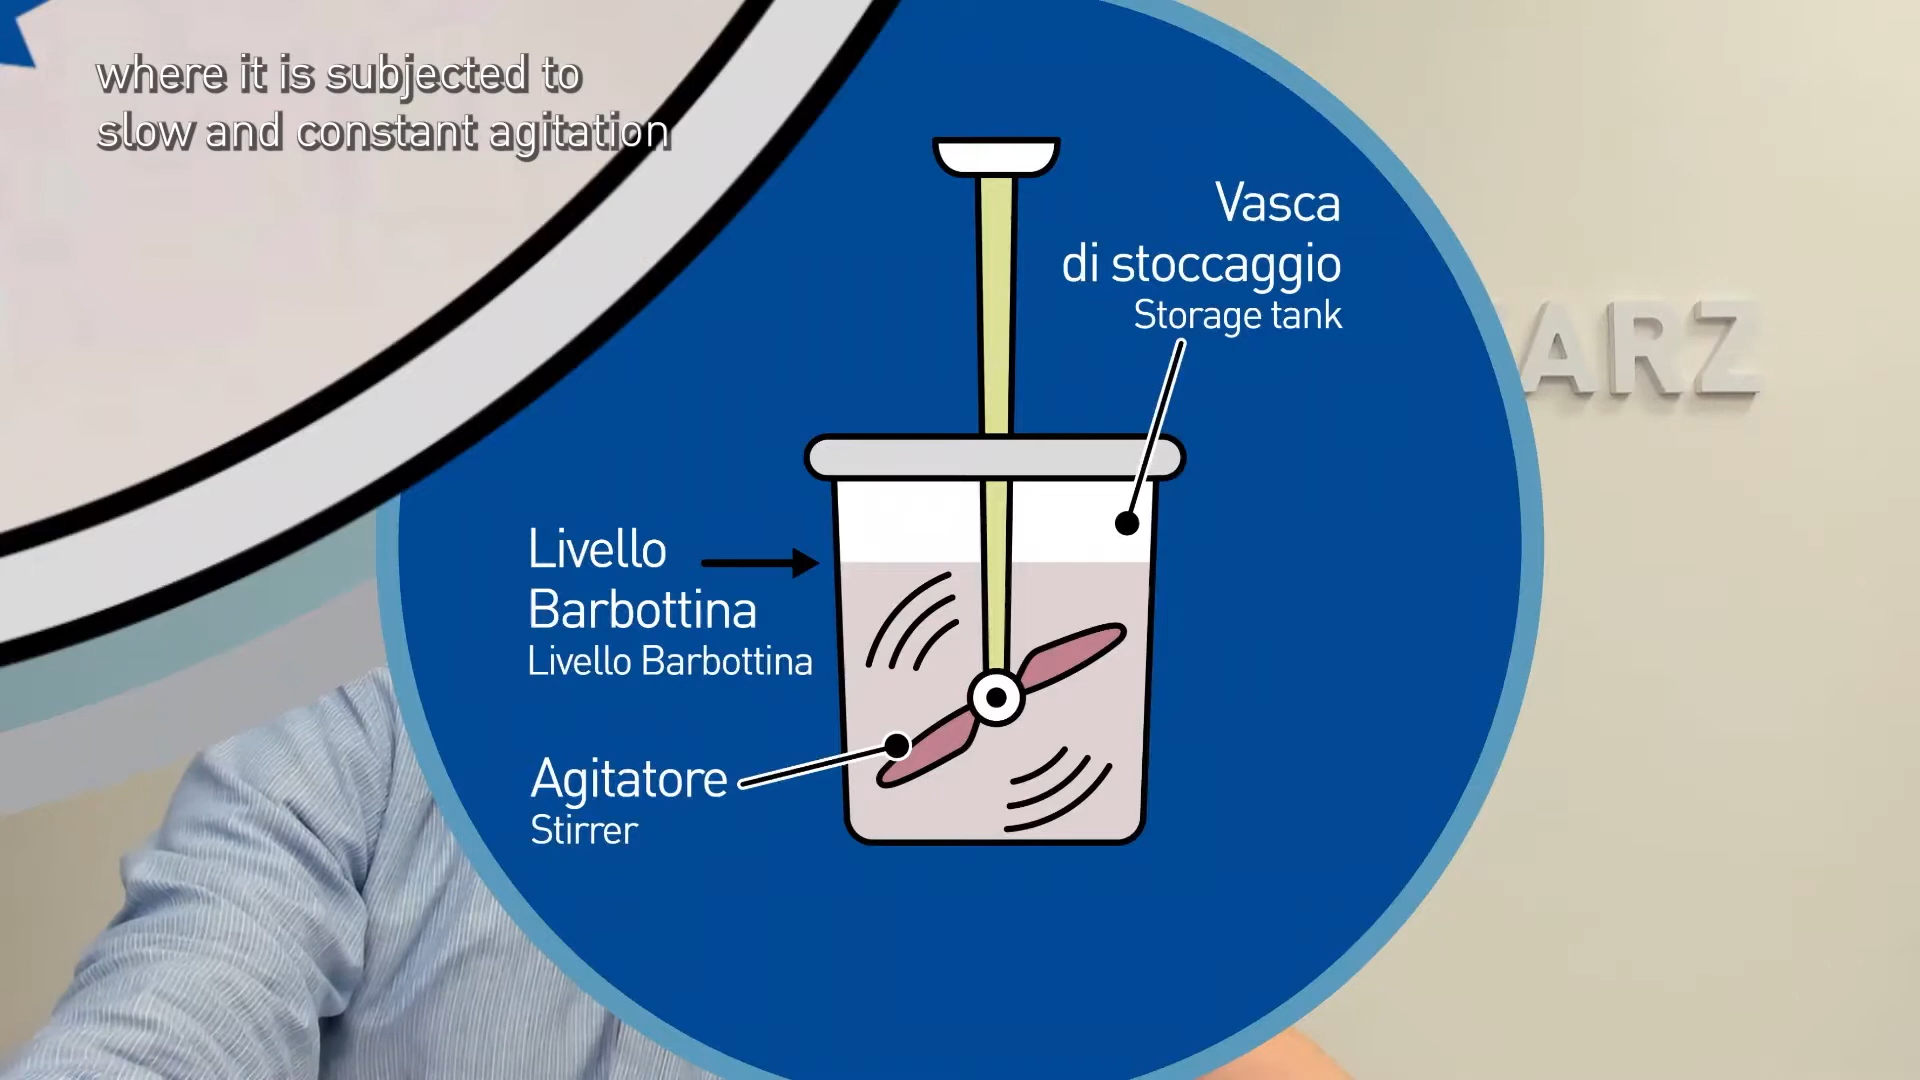 where it is subjected to
slow and constant agitation
Vasca
di stoccaggio
Storage tank
ARZ
Livello
Barbottina
Livello Barbottina
Agitatore
Stirrer